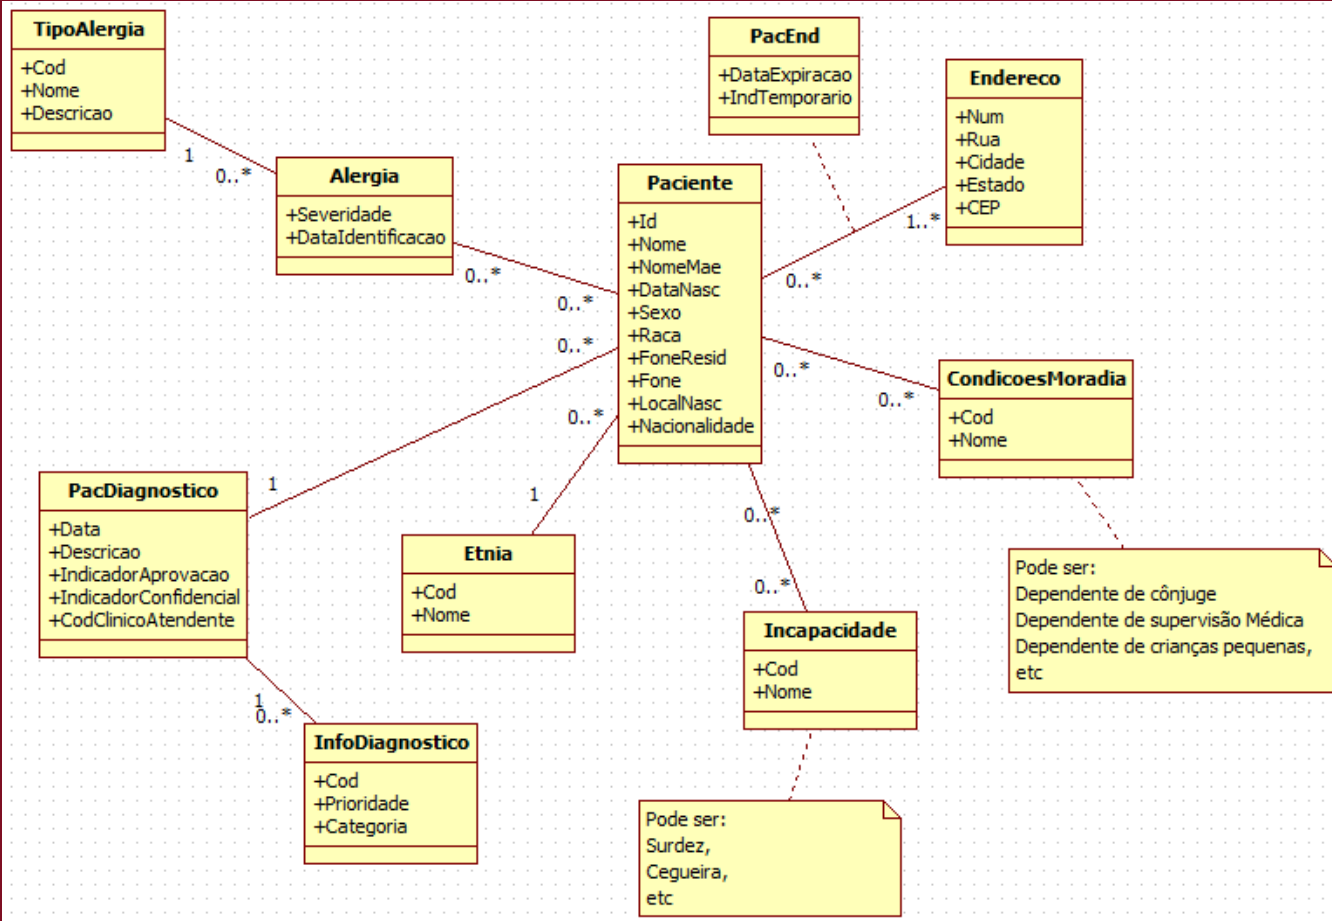 TipoAlergia
+Cod
+Nome
+Descricao
1
0..*
Alergia
+Severidade
+DataIdentificacao
0..*
0..*
PacEnd
+DataExpiracao
+IndTemporario
Endereco
+Num
+Rua
+Cidade
+Estado
+CEP
1..*
0..*
Paciente
+Id
+Nome
+NomeMae
+DataNasc
+Sexo
+Raca
+FoneResid
+Fone
+LocalNasc
+Nacionalidade
0..*
0..*
CondicoesMoradia
+Cod
+Nome
Pode ser:
Dependente de cônjuge
Dependente de supervisão Médica
Dependente de crianças pequenas,
etc
0..*
1
PacDiagnostico
+Data
+Descricao
+IndicadorAprovacao
+IndicadorConfidencial
+CodClinicoAtendente
1
0..*
InfoDiagnostico
+Cod
+Prioridade
+Categoria
0..*
1
Etnia
+Cod
+Nome
0..*
0..*
Incapacidade
+Cod
+Nome
Pode ser:
Surdez,
Cegueira,
etc